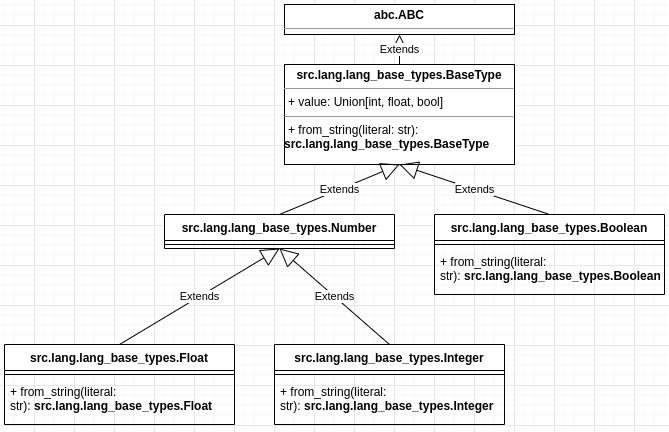 abc.ABC
Extends
src.lang.lang_base_types.BaseType
+ value: Union[int, float, bool]
+ from_string(literal: str):
src.lang.lang_base_types.BaseType
Extends
Extends
src.lang.lang_base_types.Number
src.lang.lang_base_types.Boolean
+ from_string(literal:
str): src.lang.lang_base_types.Boolean
Extends
Extends
src.lang.lang_base_types.Float
+ from_string(literal:
str): src.lang.lang_base_types.Float
src.lang.lang_base_types.Integer
+ from_string(literal:
str): src.lang.lang_base_types.Integer